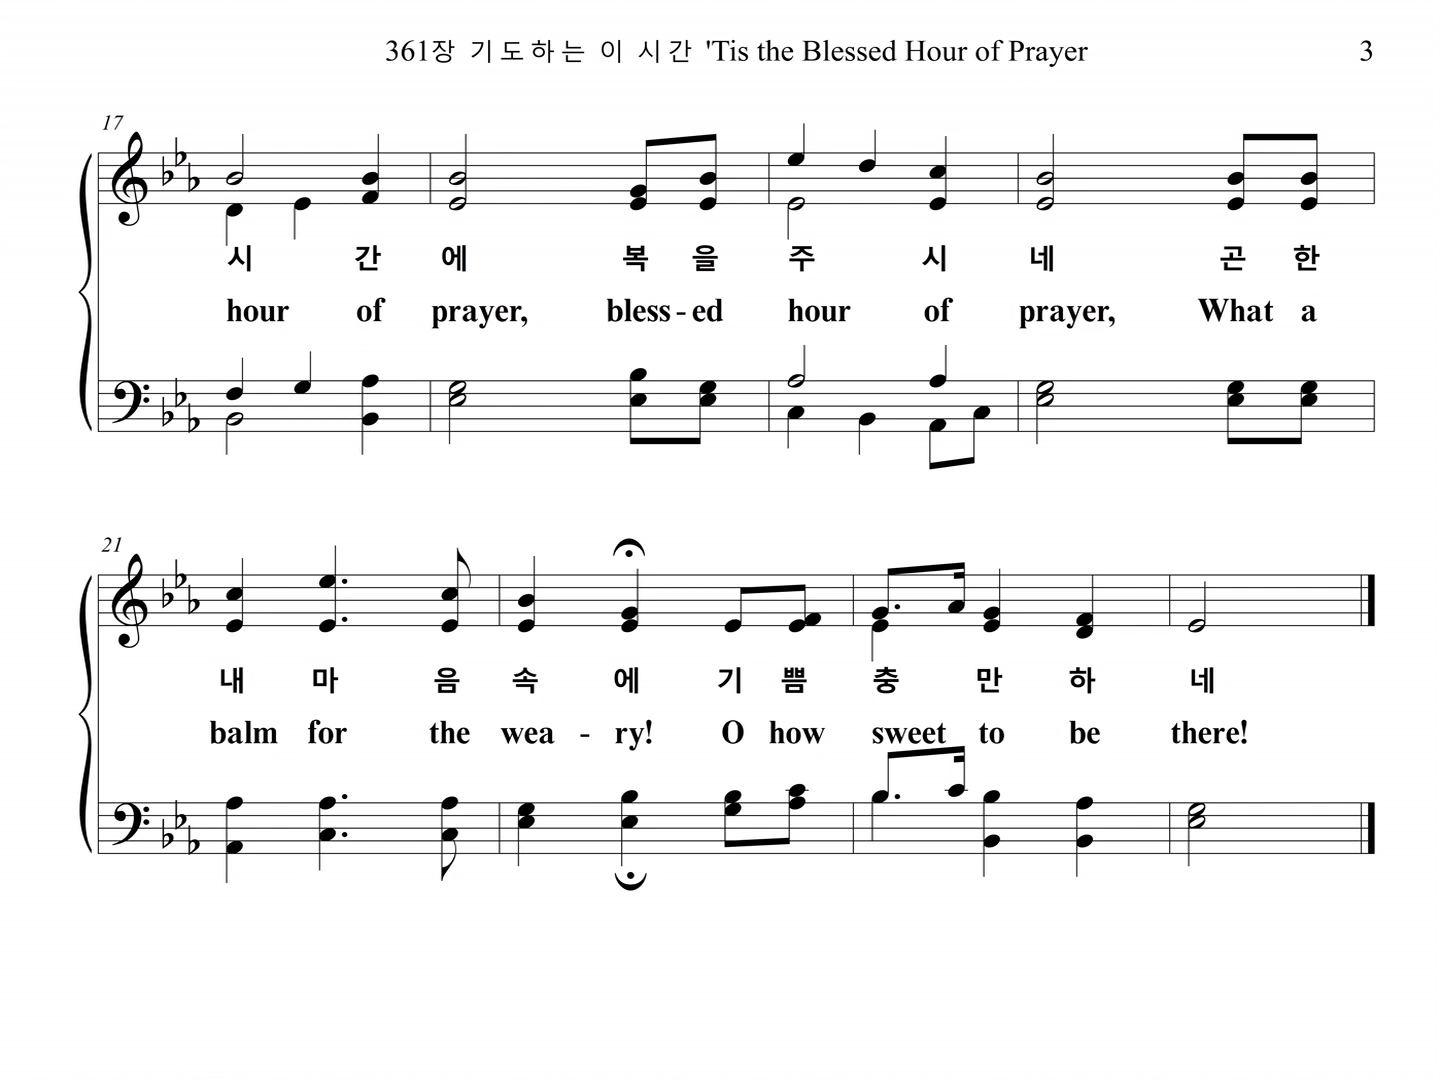 361장 기도하는 이 시간 'Tis the Blessed Hour of Prayer 3
17
시 간 에 복 을 주 시 네 곤 한
hour of prayer, bless - ed hour of prayer, What a
21
내 마 음 속 에 기 쁨 충 만 하 네
balm for the wea - ry! O how sweet to be there!